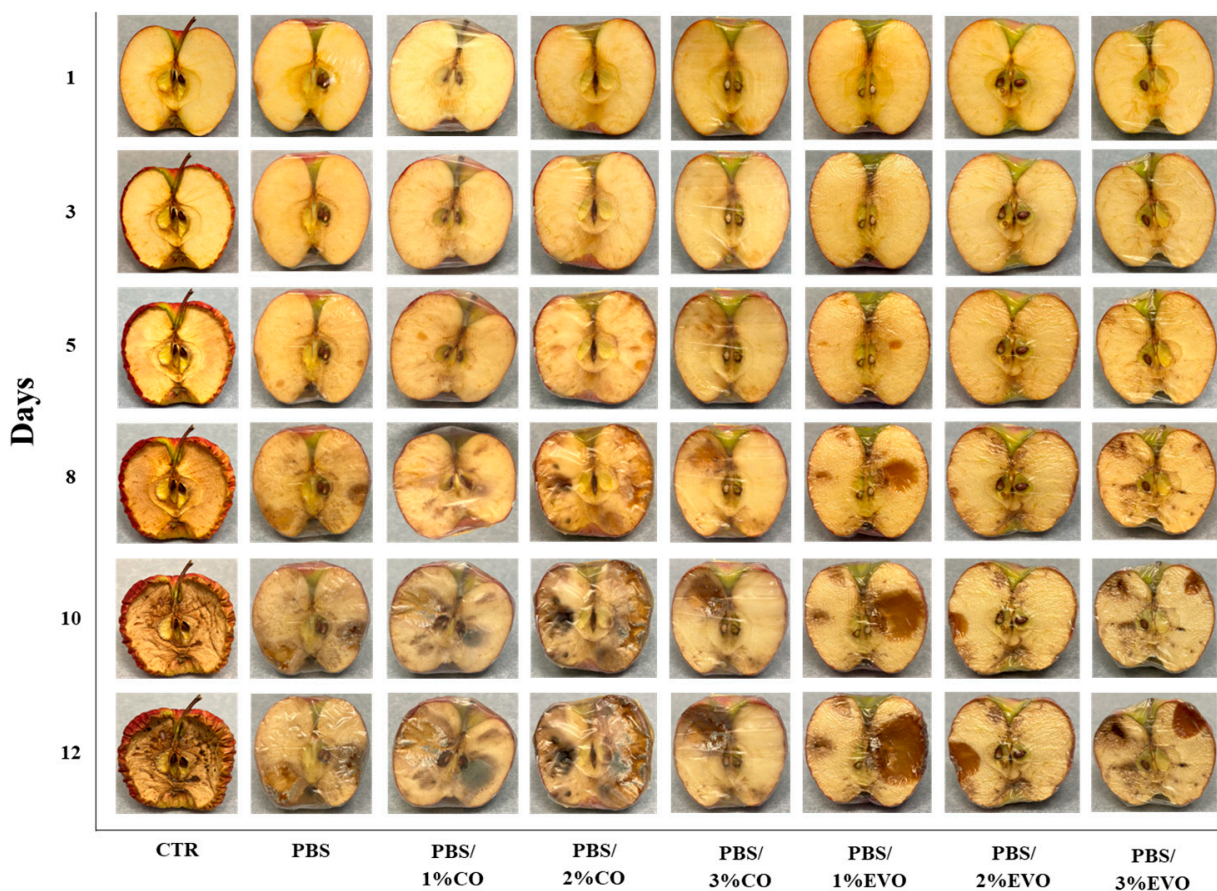 Days
1
3
5
8
10
12
CTR
PBS
PBS/
1%CO
PBS/
2%CO
PBS/
3%CO
PBS/
1%EVO
PBS/
2%EVO
PBS/
3%EVO